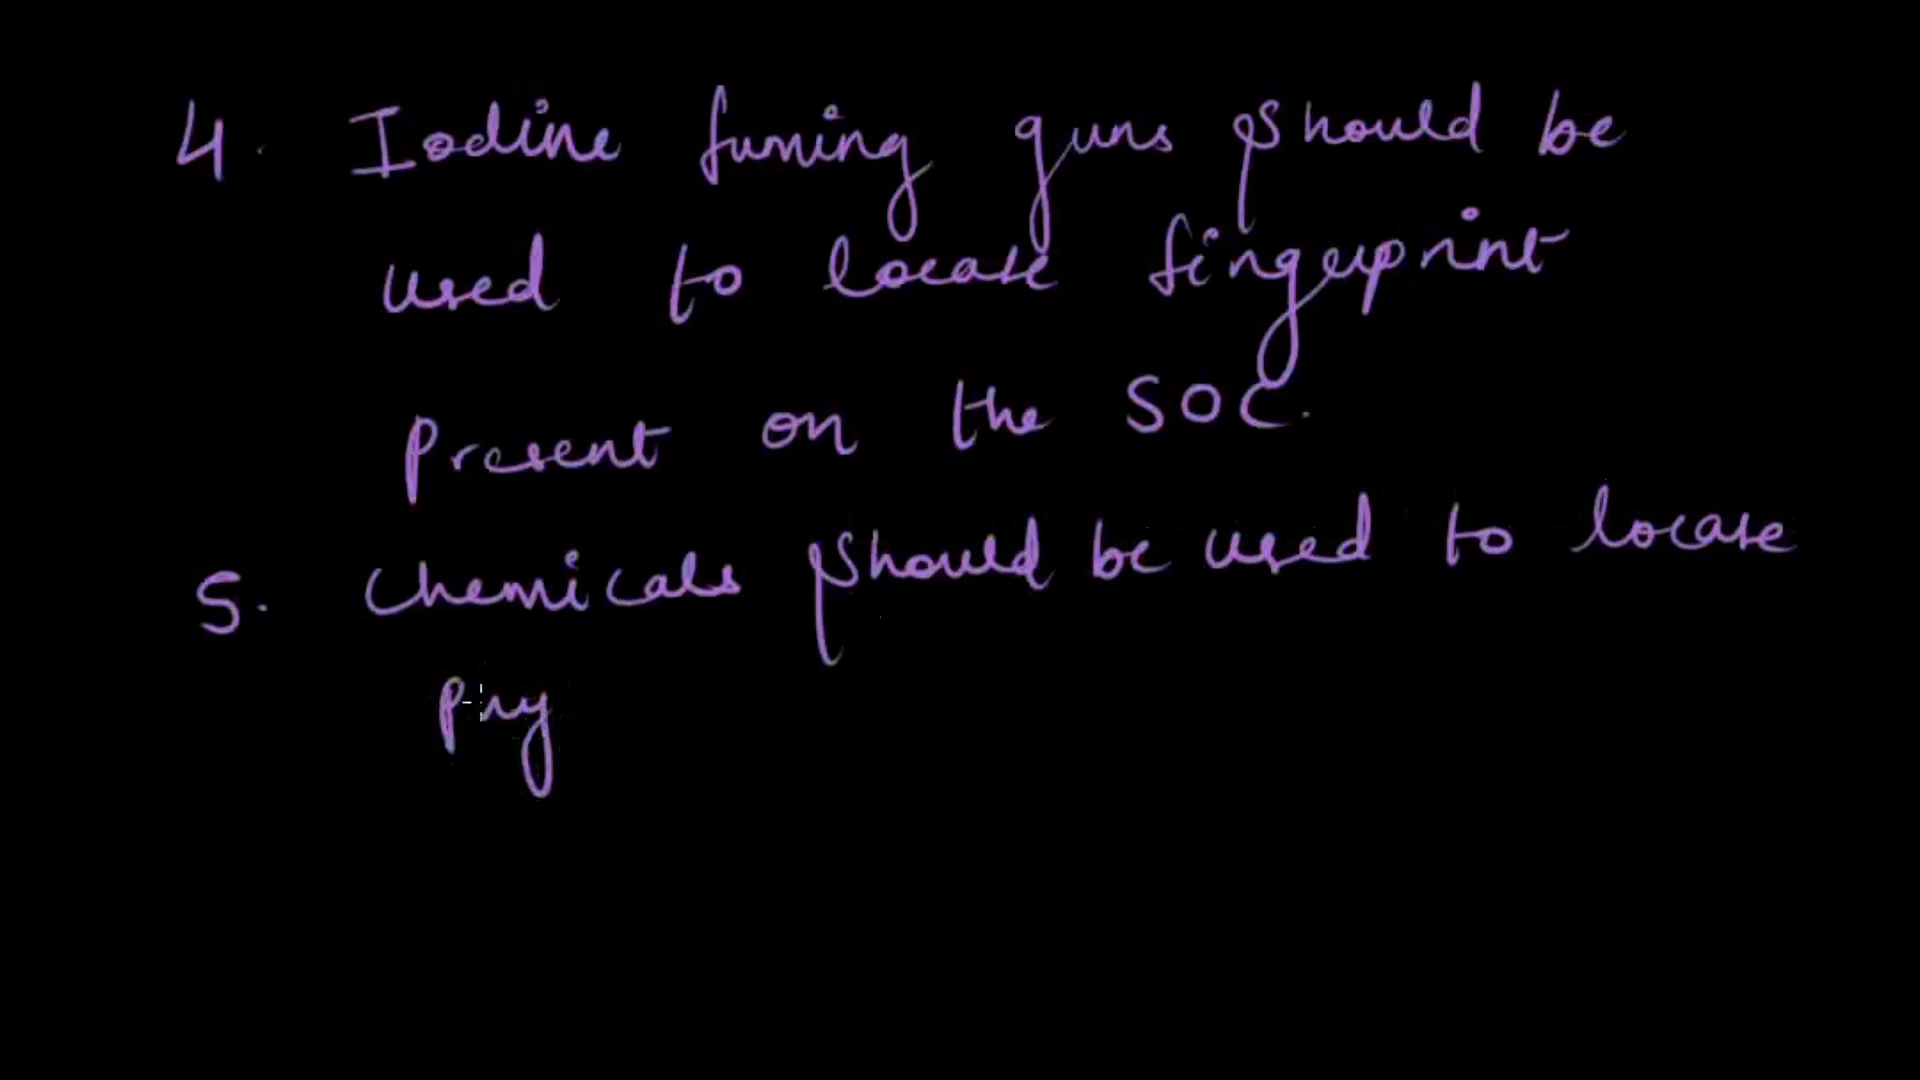 4. Iodine fuming guns should be
used to locate fingerprint
present on the SOC.
5. Chemicals should be used to locate